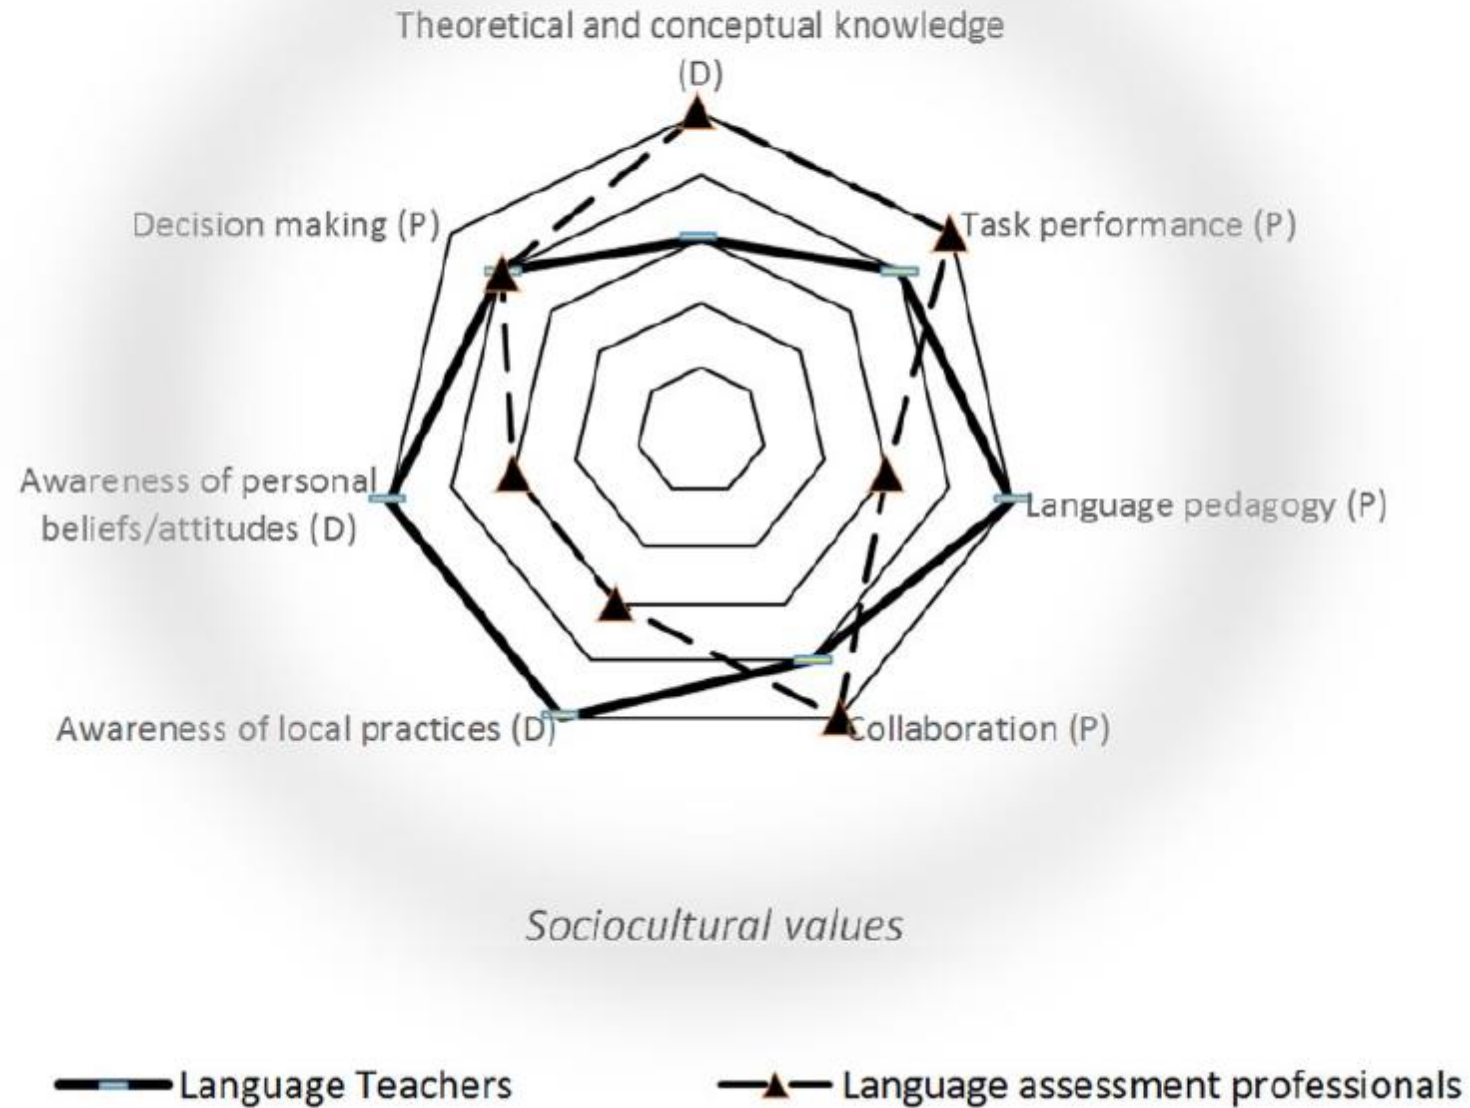 Theoretical and conceptual knowledge
(D)
Decision making (P)
Task performance (P)
Awareness of personal
beliefs/attitudes (D)
Language pedagogy (P)
Awareness of local practices (D)
Collaboration (P)
Sociocultural values
Language Teachers
Language assessment professionals